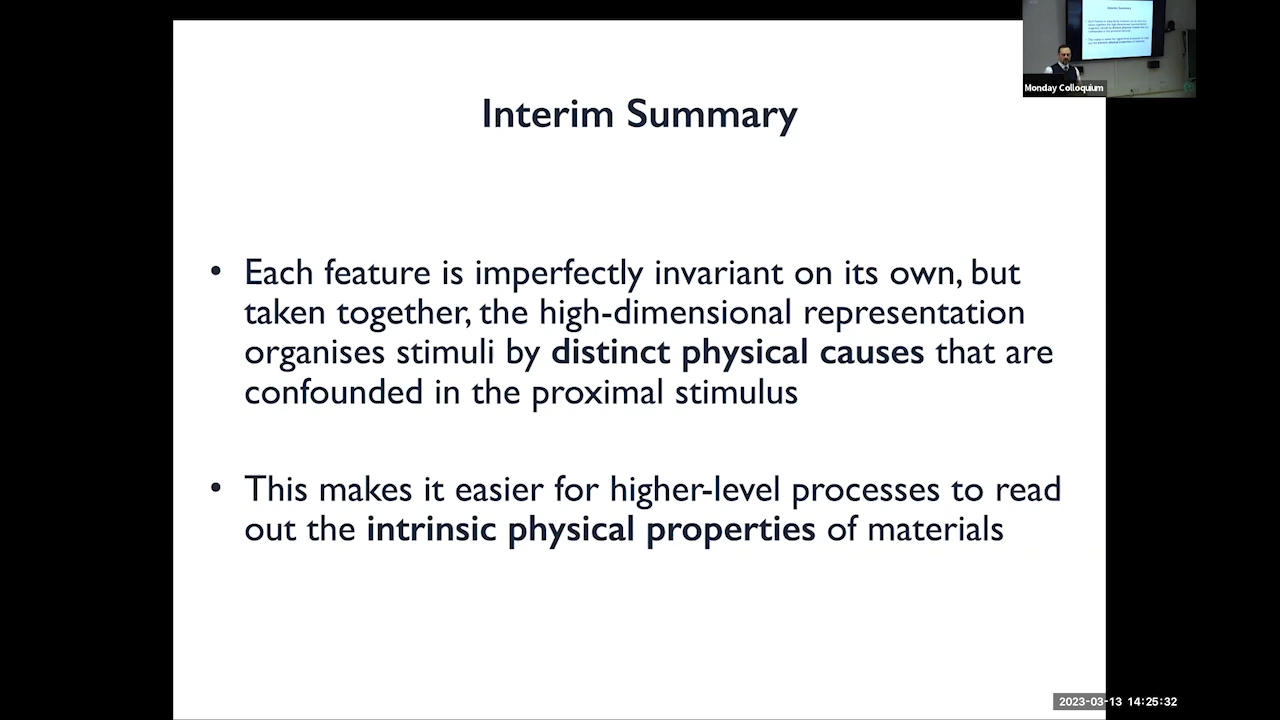 Interim Summary
Monday Colloquium
• Each feature is imperfectly invariant on its own, but
taken together, the high-dimensional representation
organises stimuli by distinct physical causes that are
confounded in the proximal stimulus
• This makes it easier for higher-level processes to read
out the intrinsic physical properties of materials
2023-03-13 14:25:32